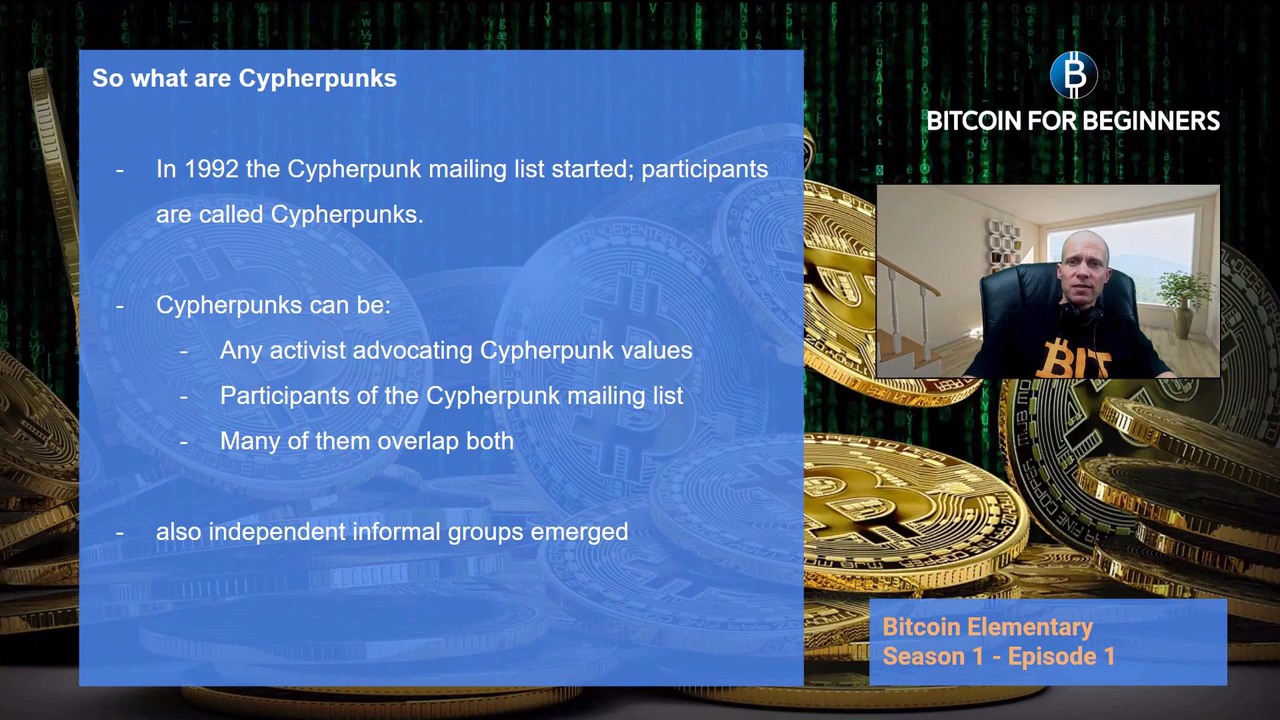 So what are Cypherpunks
- In 1992 the Cypherpunk mailing list started; participants
are called Cypherpunks.
- Cypherpunks can be:
- Any activist advocating Cypherpunk values
- Participants of the Cypherpunk mailing list
- Many of them overlap both
- also independent informal groups emerged
BITCOIN FOR BEGINNERS
BIT
Bitcoin Elementary
Season 1 - Episode 1